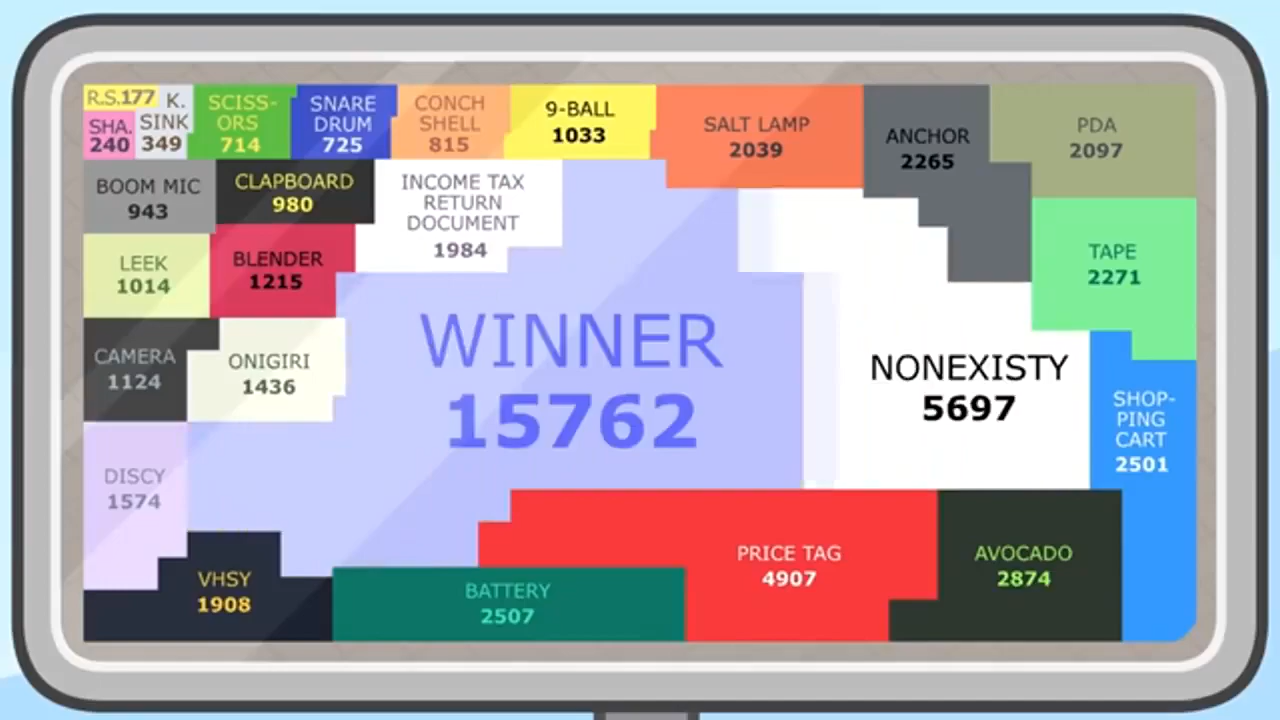 R.S.177
SHA.
240
K.
SINK
349
SCISS-
ORS
714
SNARE
DRUM
725
CONCH
SHELL
815
9-BALL
1033
SALT LAMP
2039
ANCHOR
2265
PDA
2097
BOOM MIC
943
CLAPBOARD
980
INCOME TAX
RETURN
DOCUMENT
1984
LEEK
1014
BLENDER
1215
TAPE
2271
CAMERA
1124
ONIGIRI
1436
WINNER
15762
NONEXISTY
5697
SHOP-
PING
CART
2501
DISCY
1574
VHSY
1908
BATTERY
2507
PRICE TAG
4907
AVOCADO
2874